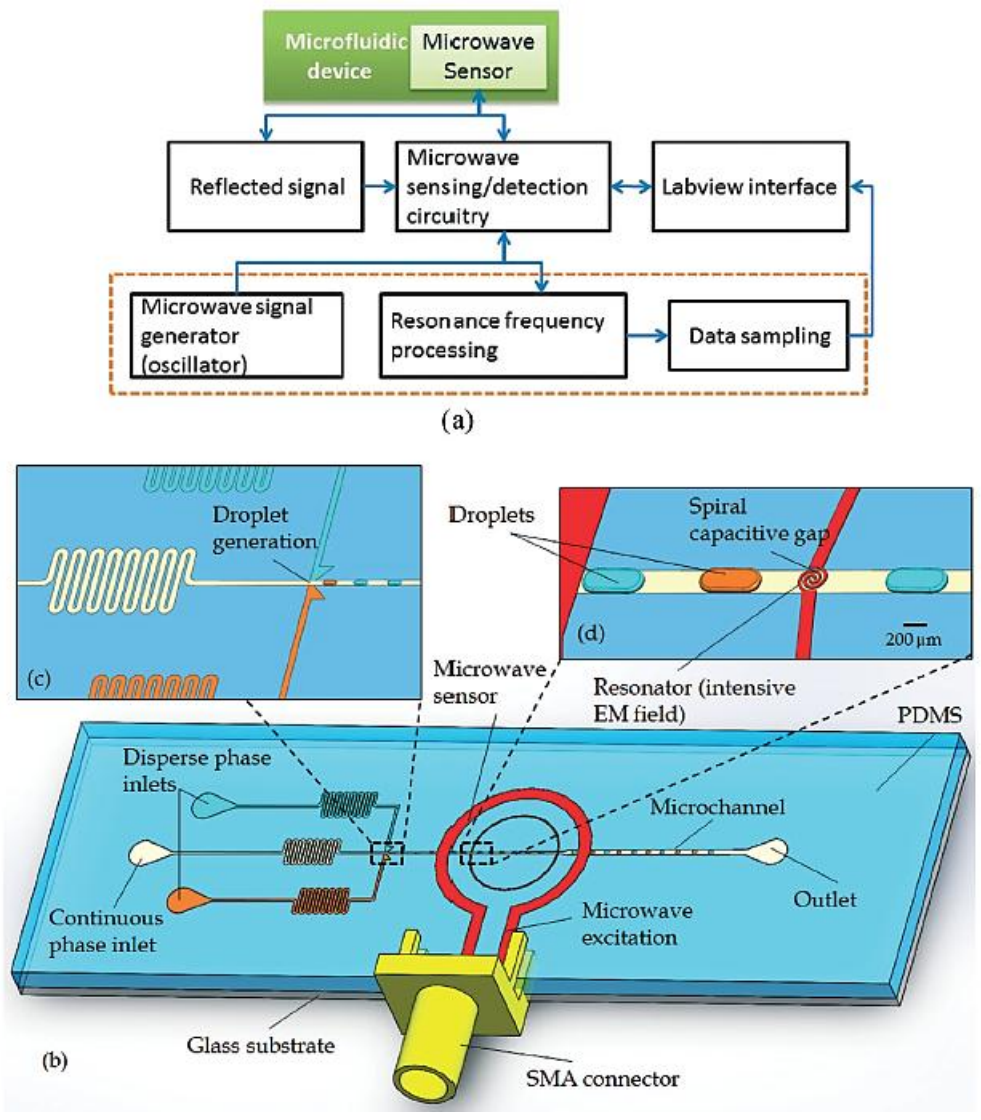 Microfluidic
device
Microwave
Sensor
Reflected signal
Microwave
sensing/detection
circuitry
Labview interface
Microwave signal
generator
(oscillator)
Resonance frequency
processing
Data sampling
(a)
Droplet
generation
(c)
Droplets
Spiral
capacitive gap
(d)
200 µm
Microwave
sensor
Resonator (intensive
EM field)
PDMS
Disperse phase
inlets
Microchannel
Continuous
phase inlet
Outlet
Microwave
excitation
Glass substrate
(b)
SMA connector